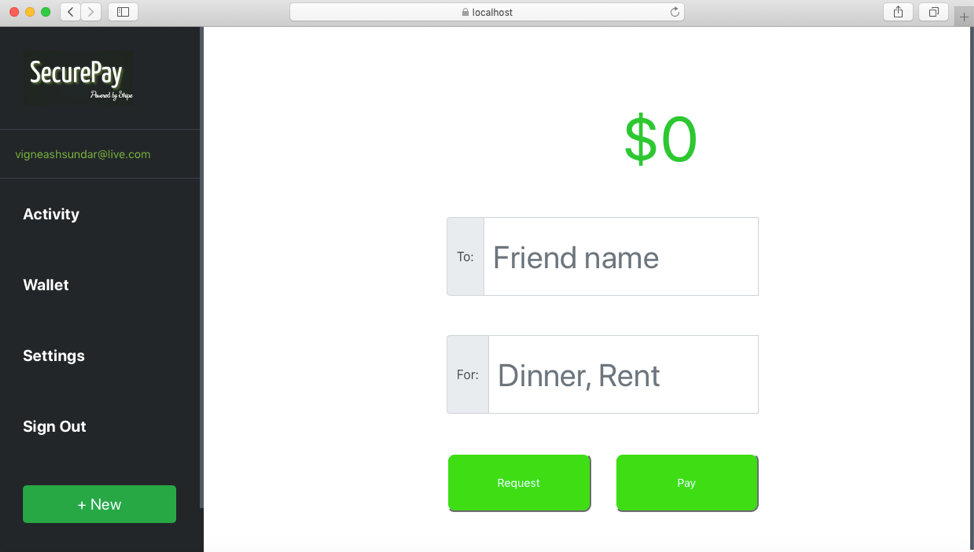 localhost
SecurePay
Powered by Stripe
vigneashsundar@live.com
Activity
Wallet
Settings
Sign Out
+ New
$0
To: Friend name
For: Dinner, Rent
Request
Pay